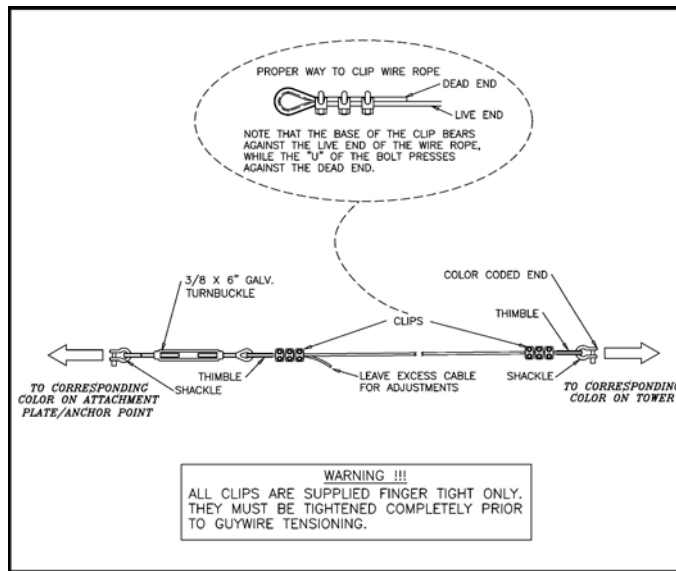 PROPER WAY TO CLIP WIRE ROPE
DEAD END
LIVE END
NOTE THAT THE BASE OF THE CLIP BEARS
AGAINST THE LIVE END OF THE WIRE ROPE,
WHILE THE "U" OF THE BOLT PRESSES
AGAINST THE DEAD END.
3/8 X 6" GALV.
TURNBUCKLE
COLOR CODED END
THIMBLE
CLIPS
SHACKLE
THIMBLE
LEAVE EXCESS CABLE
FOR ADJUSTMENTS
SHACKLE
TO CORRESPONDING
COLOR ON ATTACHMENT
PLATE/ANCHOR POINT
TO CORRESPONDING
COLOR ON TOWER
WARNING !!!
ALL CLIPS ARE SUPPLIED FINGER TIGHT ONLY.
THEY MUST BE TIGHTENED COMPLETELY PRIOR
TO GUYWIRE TENSIONING.